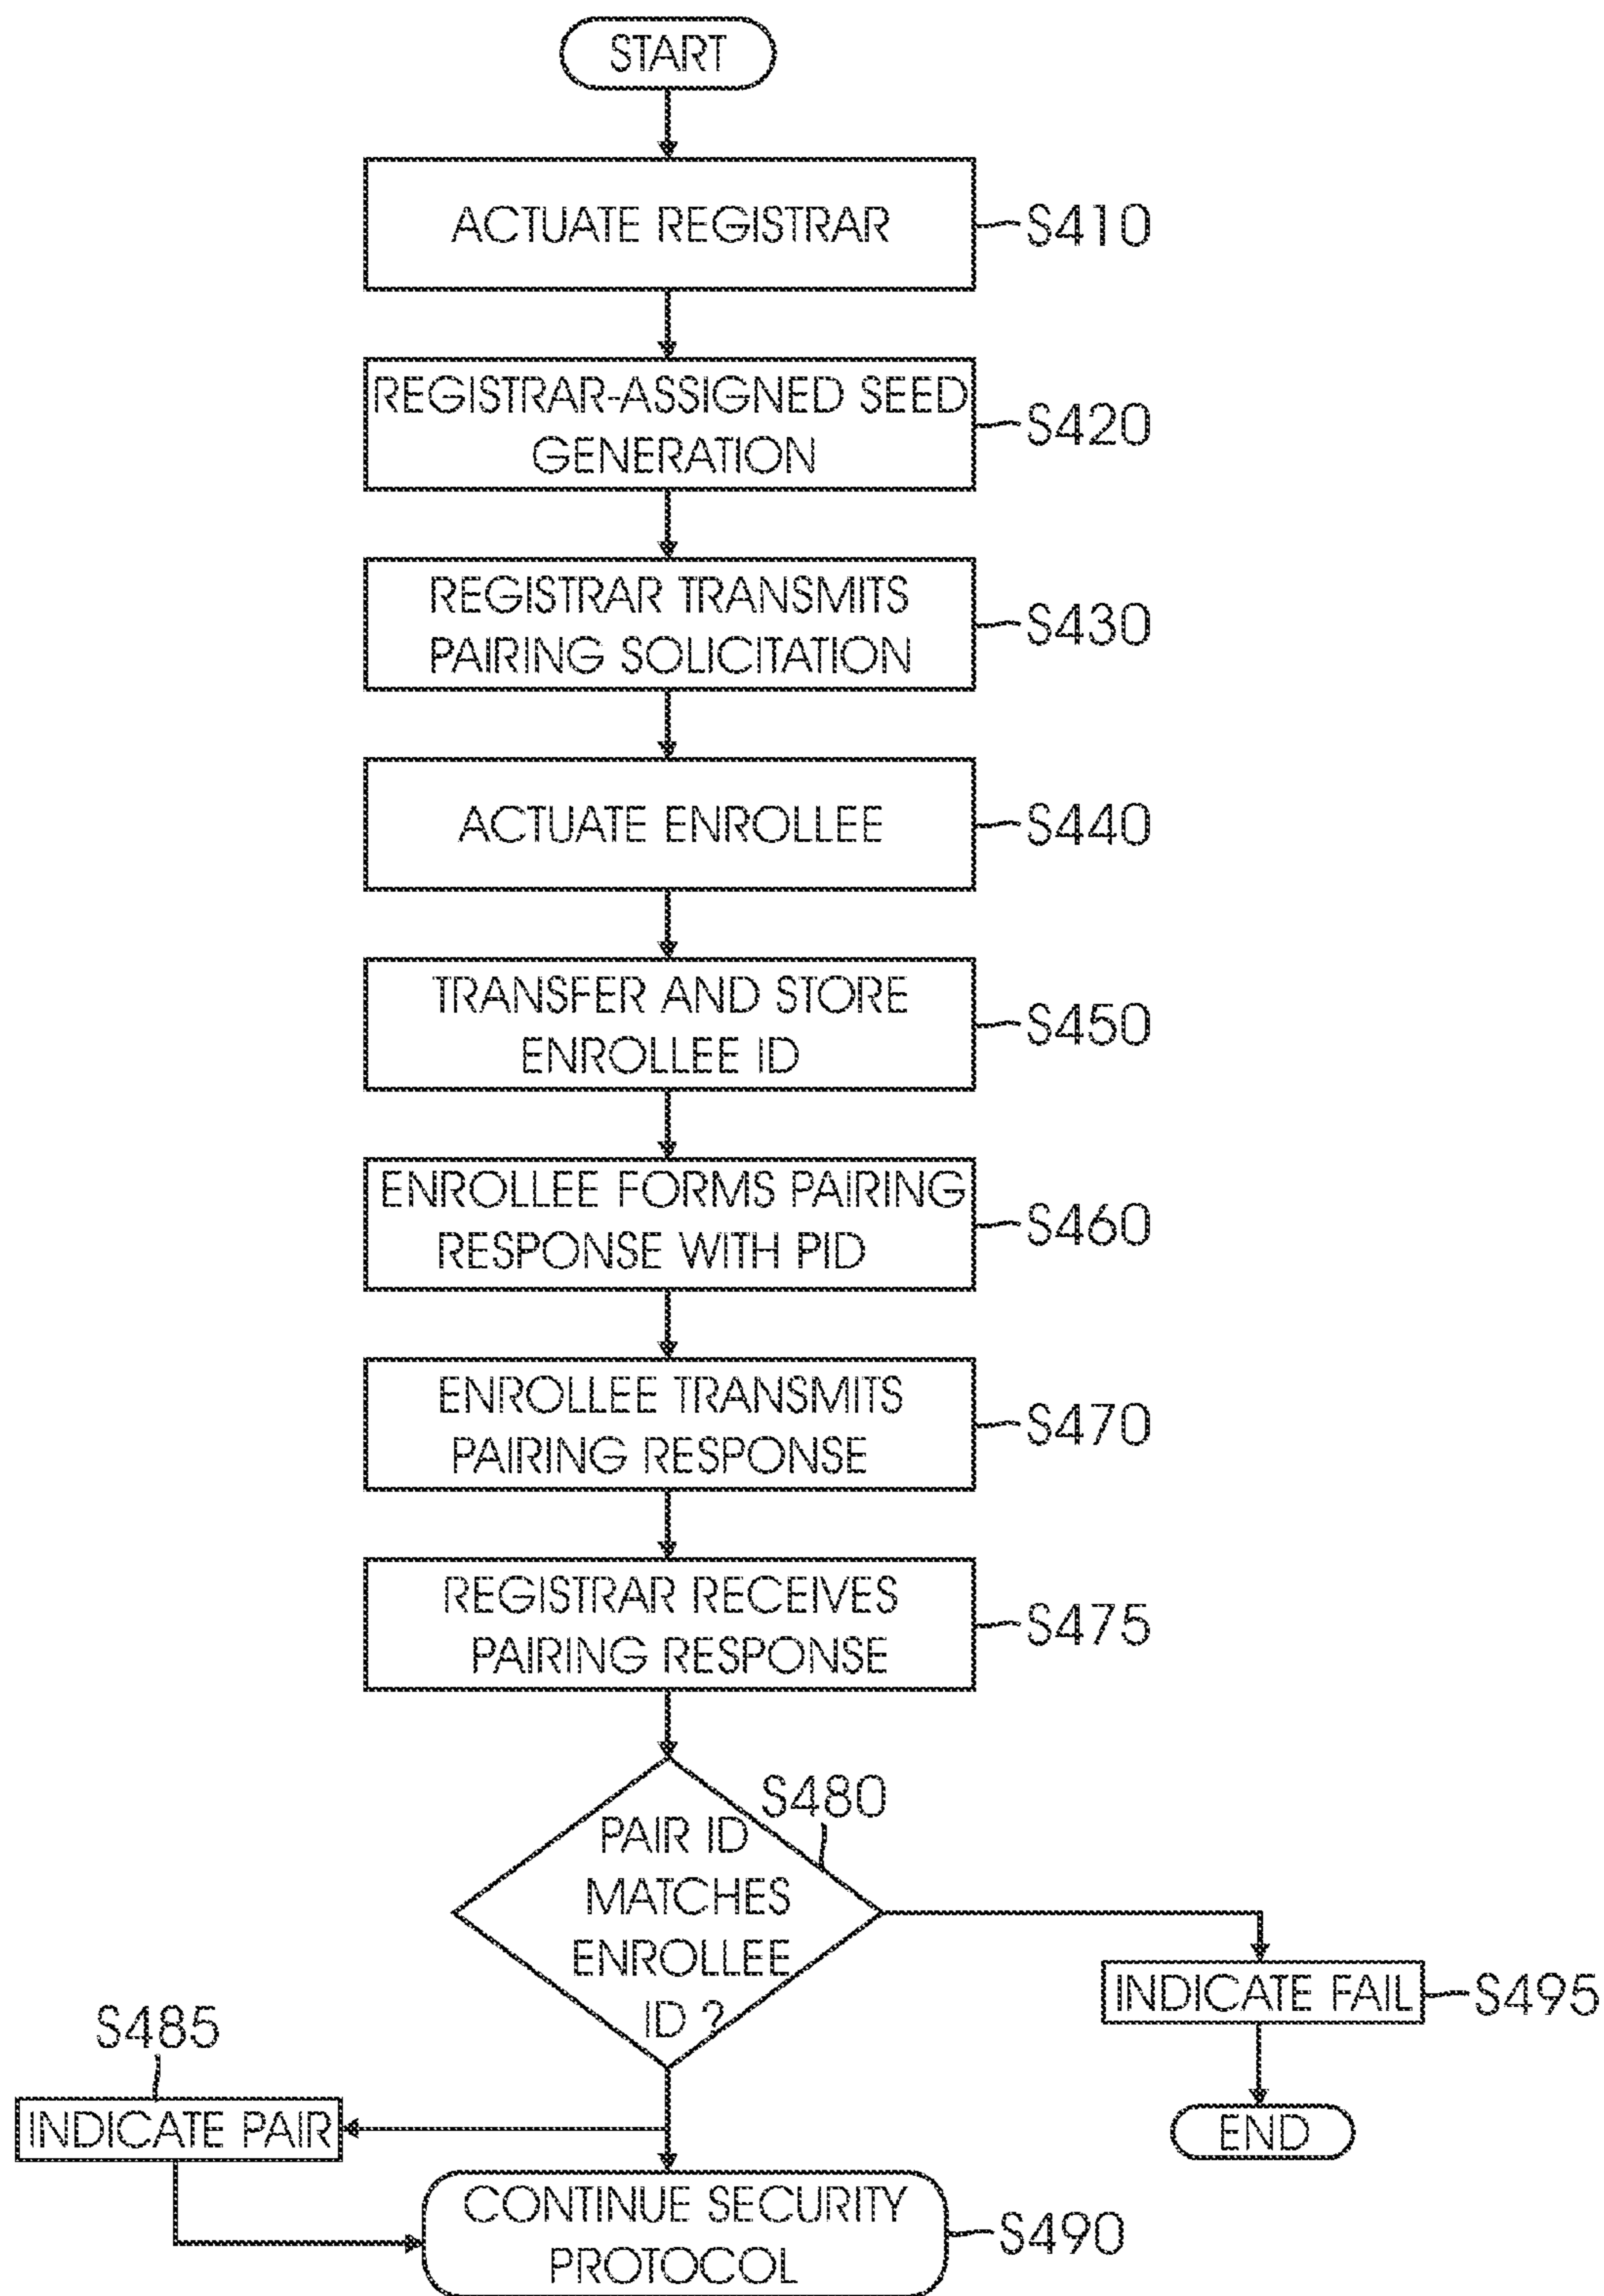 START
ACTUATE REGISTRAR
S410
REGISTRAR-ASSIGNED SEED
GENERATION
S420
REGISTRAR TRANSMITS
PAIRING SOLICITATION
S430
ACTUATE ENROLLEE
S440
TRANSFER AND STORE
ENROLLEE ID
S450
ENROLLEE FORMS PAIRING
RESPONSE WITH PID
S460
ENROLLEE TRANSMITS
PAIRING RESPONSE
S470
REGISTRAR RECEIVES
PAIRING RESPONSE
S475
S480
PAIR ID
MATCHES
ENROLLEE
ID ?
INDICATE FAIL
S495
END
S485
INDICATE PAIR
CONTINUE SECURITY
PROTOCOL
S490